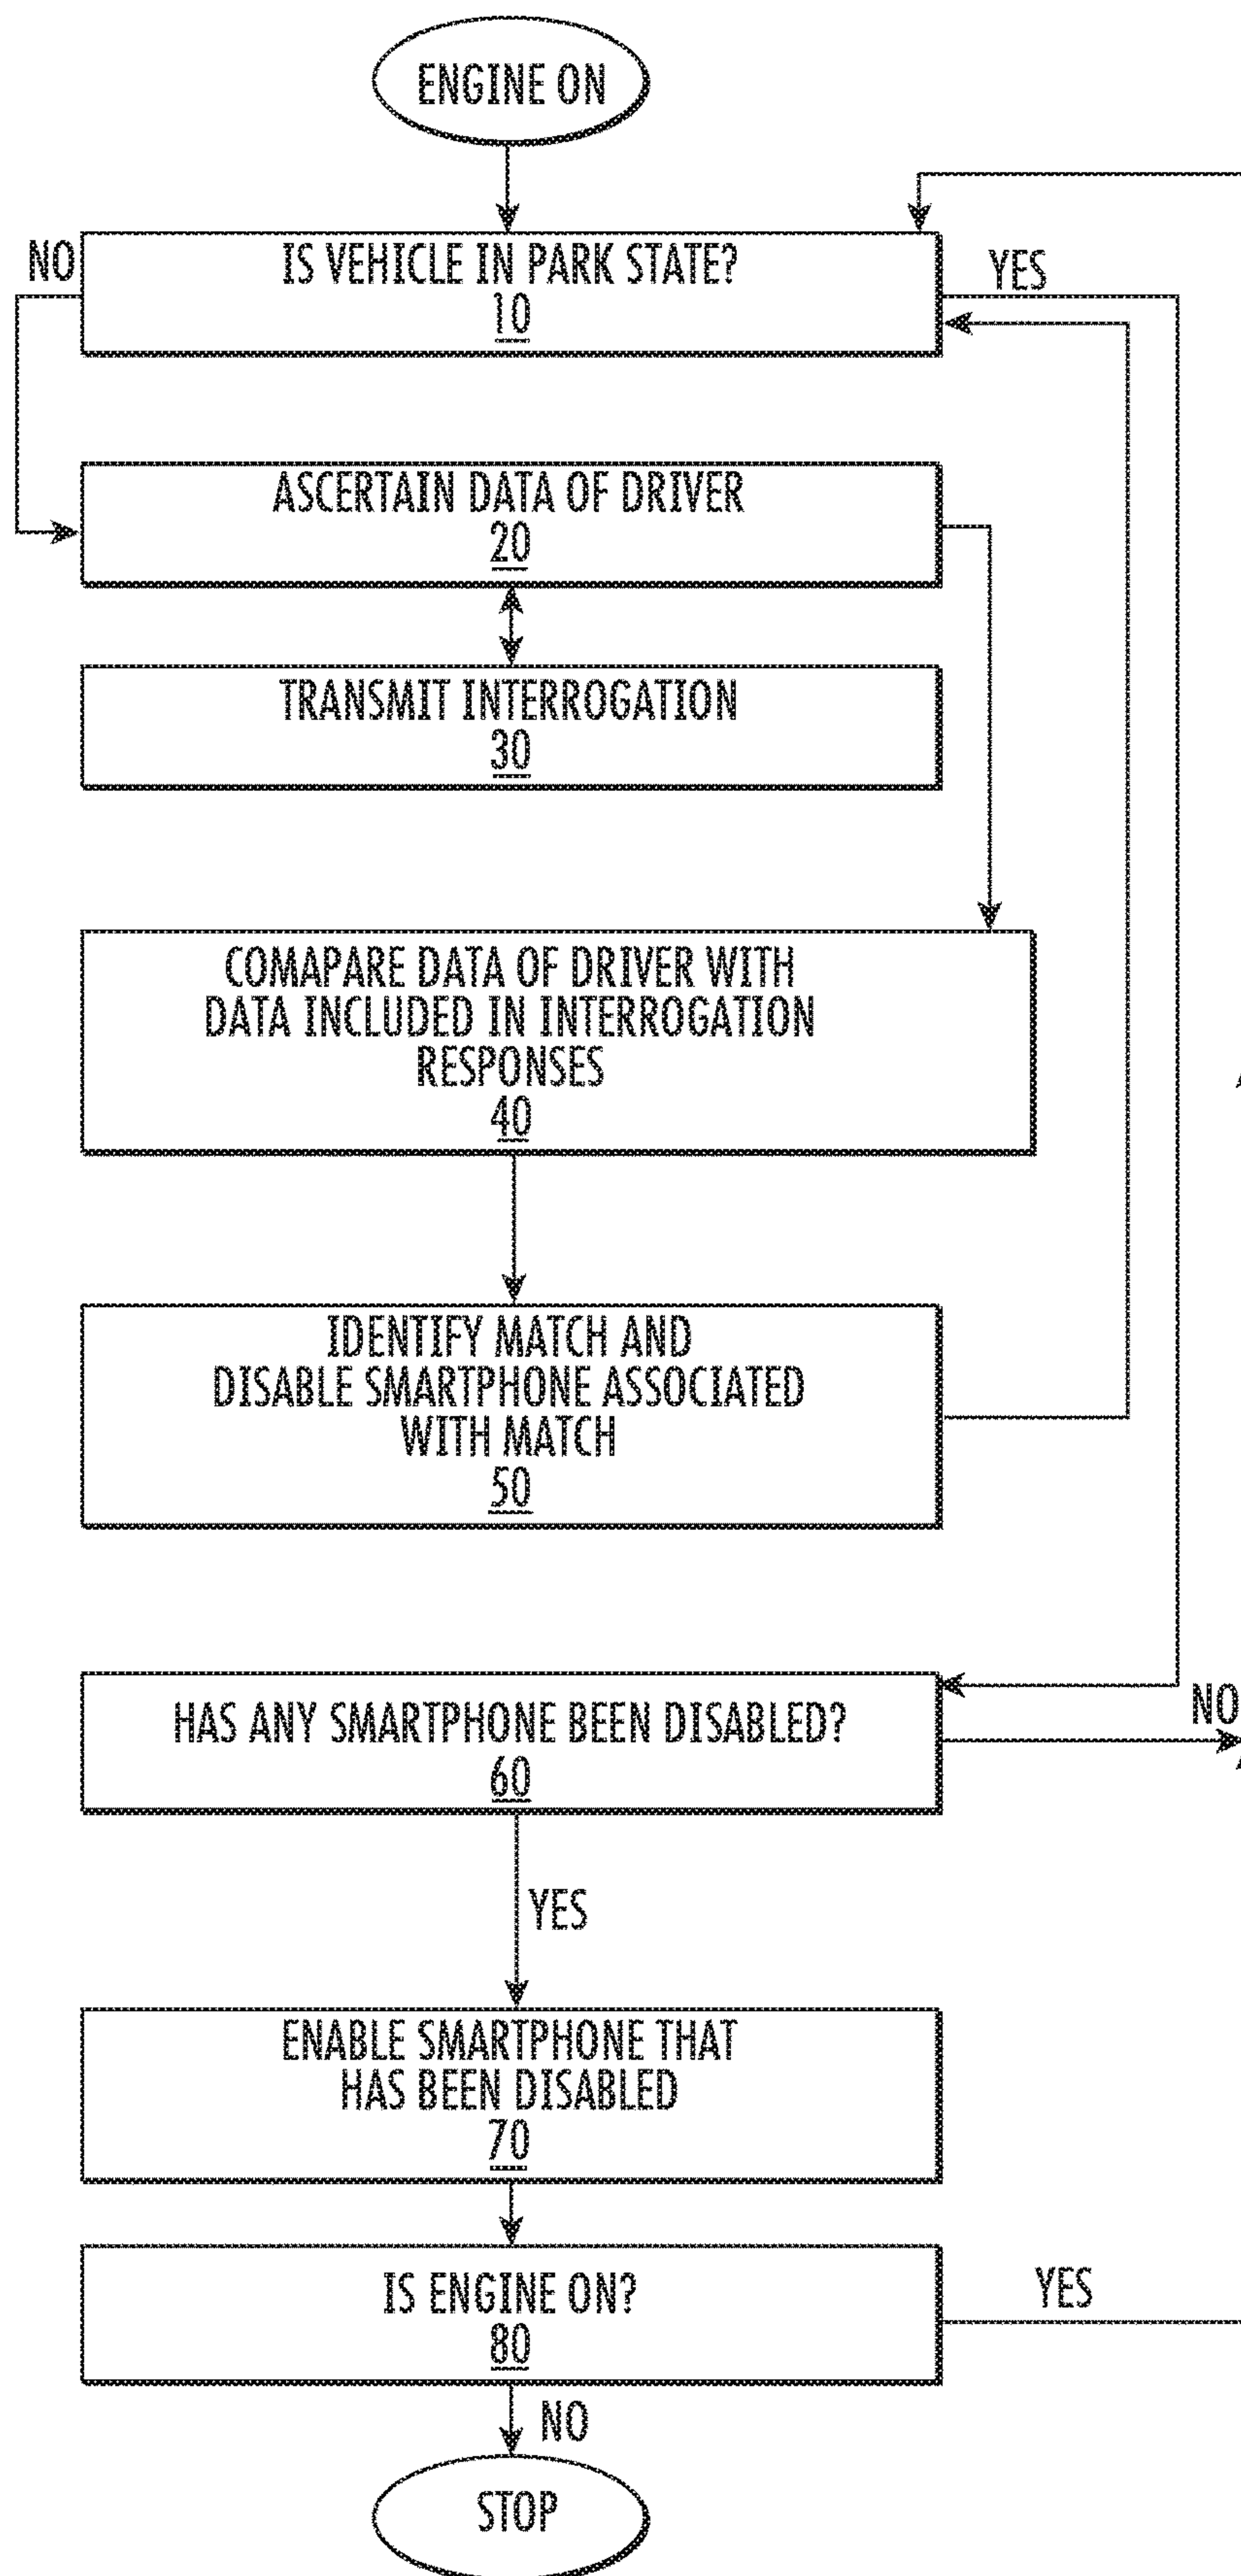 ENGINE ON
NO
IS VEHICLE IN PARK STATE?
YES
10
ASCERTAIN DATA OF DRIVER
20
TRANSMIT INTERROGATION
30
COMAPARE DATA OF DRIVER WITH
DATA INCLUDED IN INTERROGATION
RESPONSES
40
IDENTIFY MATCH AND
DISABLE SMARTPHONE ASSOCIATED
WITH MATCH
50
HAS ANY SMARTPHONE BEEN DISABLED?
NO
60
YES
ENABLE SMARTPHONE THAT
HAS BEEN DISABLED
70
IS ENGINE ON?
YES
80
NO
STOP